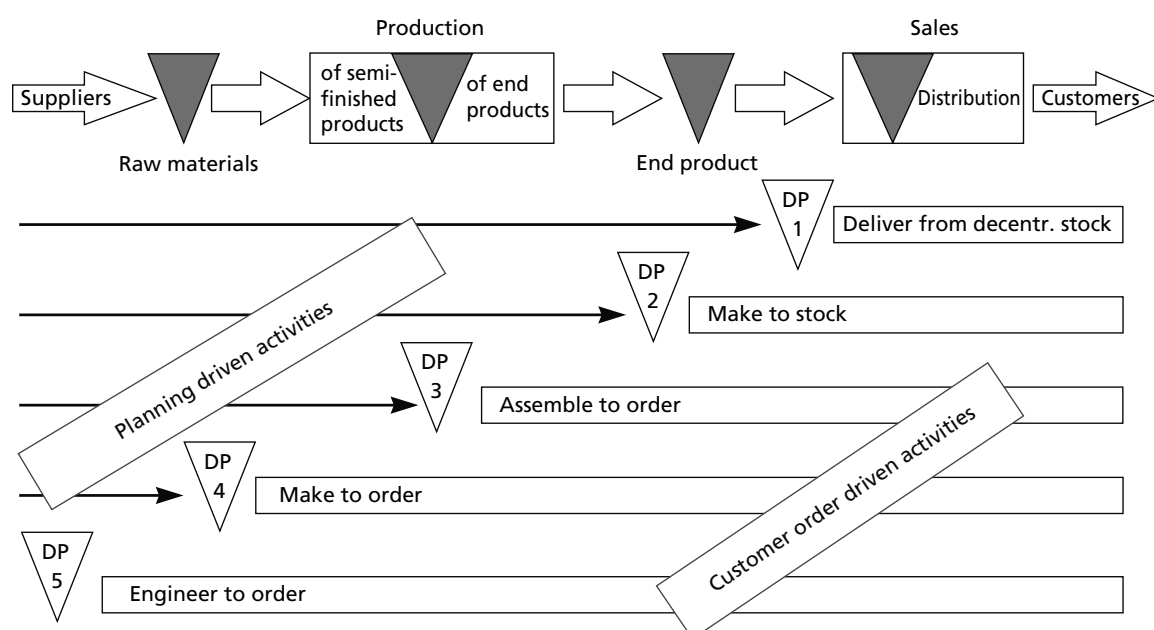 Production
Sales
Suppliers
of semi-
finished
products
of end
products
Distribution
Customers
Raw materials
End product
DP
1
Deliver from decentr. stock
DP
2
Make to stock
Planning driven activities
DP
3
Assemble to order
DP
4
Make to order
Customer order driven activities
DP
5
Engineer to order